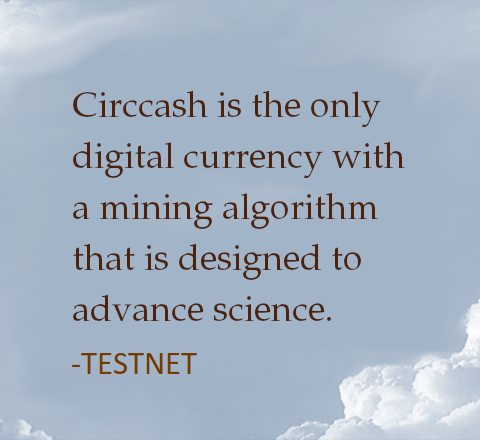 Circcash is the only
digital currency with
a mining algorithm
that is designed to
advance science.
-TESTNET